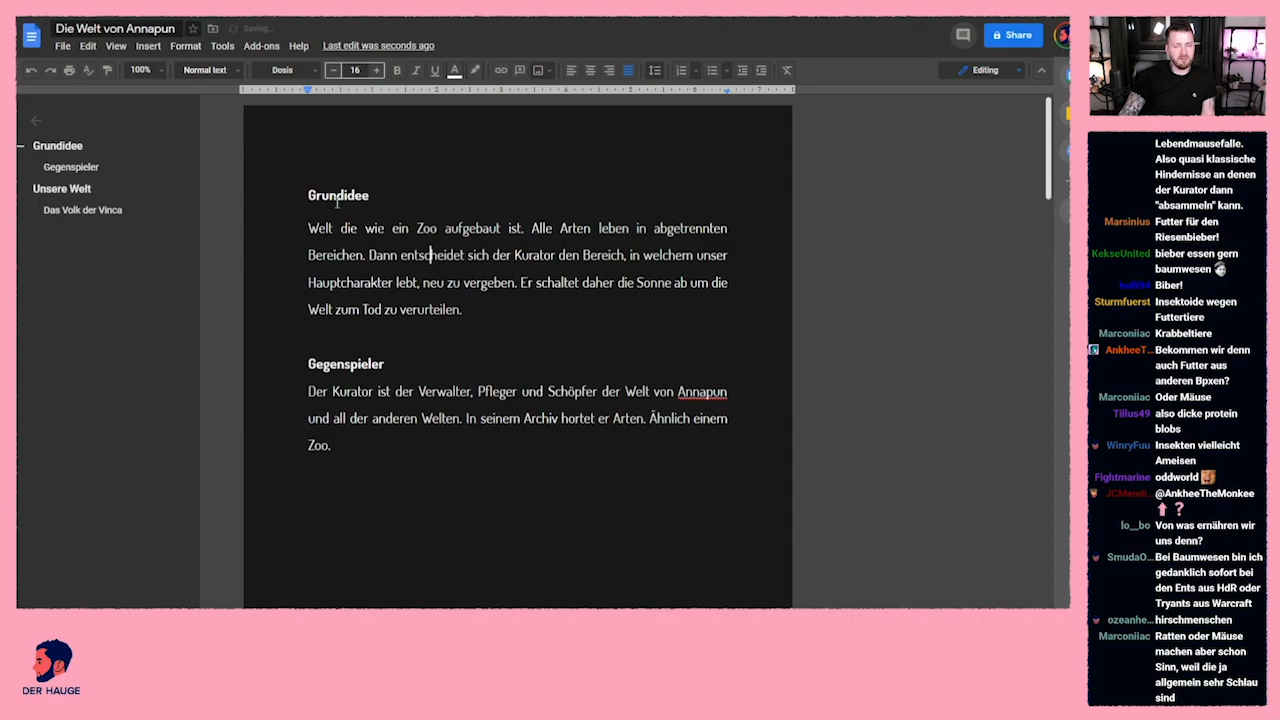 Die Welt von Annapun
Saving...
File Edit View Insert Format Tools Add-ons Help
Last edit was seconds ago
Share
100%
Normal text
Dosis
16
Editing
Grundidee
Gegenspieler
Unsere Welt
Das Volk der Vinca
Grundidee
Welt die wie ein Zoo aufgebaut ist. Alle Arten leben in abgetrennten
Bereichen. Dann entscheidet sich der Kurator den Bereich, in welchem unser
Hauptcharakter lebt, neu zu vergeben. Er schaltet daher die Sonne ab um die
Welt zum Tod zu verurteilen.
Gegenspieler
Der Kurator ist der Verwalter, Pfleger und Schöpfer der Welt von Annapun
und all der anderen Welten. In seinem Archiv hortet er Arten. Ähnlich einem
Zoo.
Lebendmausefalle.
Also quasi klassische
Hindernisse an denen
der Kurator dann
"absammeln" kann.
Marsinius Futter für den
Riesenbieber!
KekseUnited bieber essen gern
baumwesen
Biber!
Sturmfuerst Insektoide wegen
Futtertiere
Marconiiac Krabbeltiere
AnkheeT... Bekommen wir denn
auch Futter aus
anderen Bpxen?
Marconiiac Oder Mäuse
Tillus49 also dicke protein
blobs
WinryFuu Insekten vielleicht
Ameisen
Fightmarine oddworld
JCMendi... @AnkheeTheMonkee
lo__bo Von was ernähren wir
uns denn?
SmudaO... Bei Baumwesen bin ich
gedanklich sofort bei
den Ents aus HdR oder
Tryants aus Warcraft
ozeanhe... hirschmenschen
Marconiiac Ratten oder Mäuse
machen aber schon
Sinn, weil die ja
allgemein sehr Schlau
sind
DER HAUGE